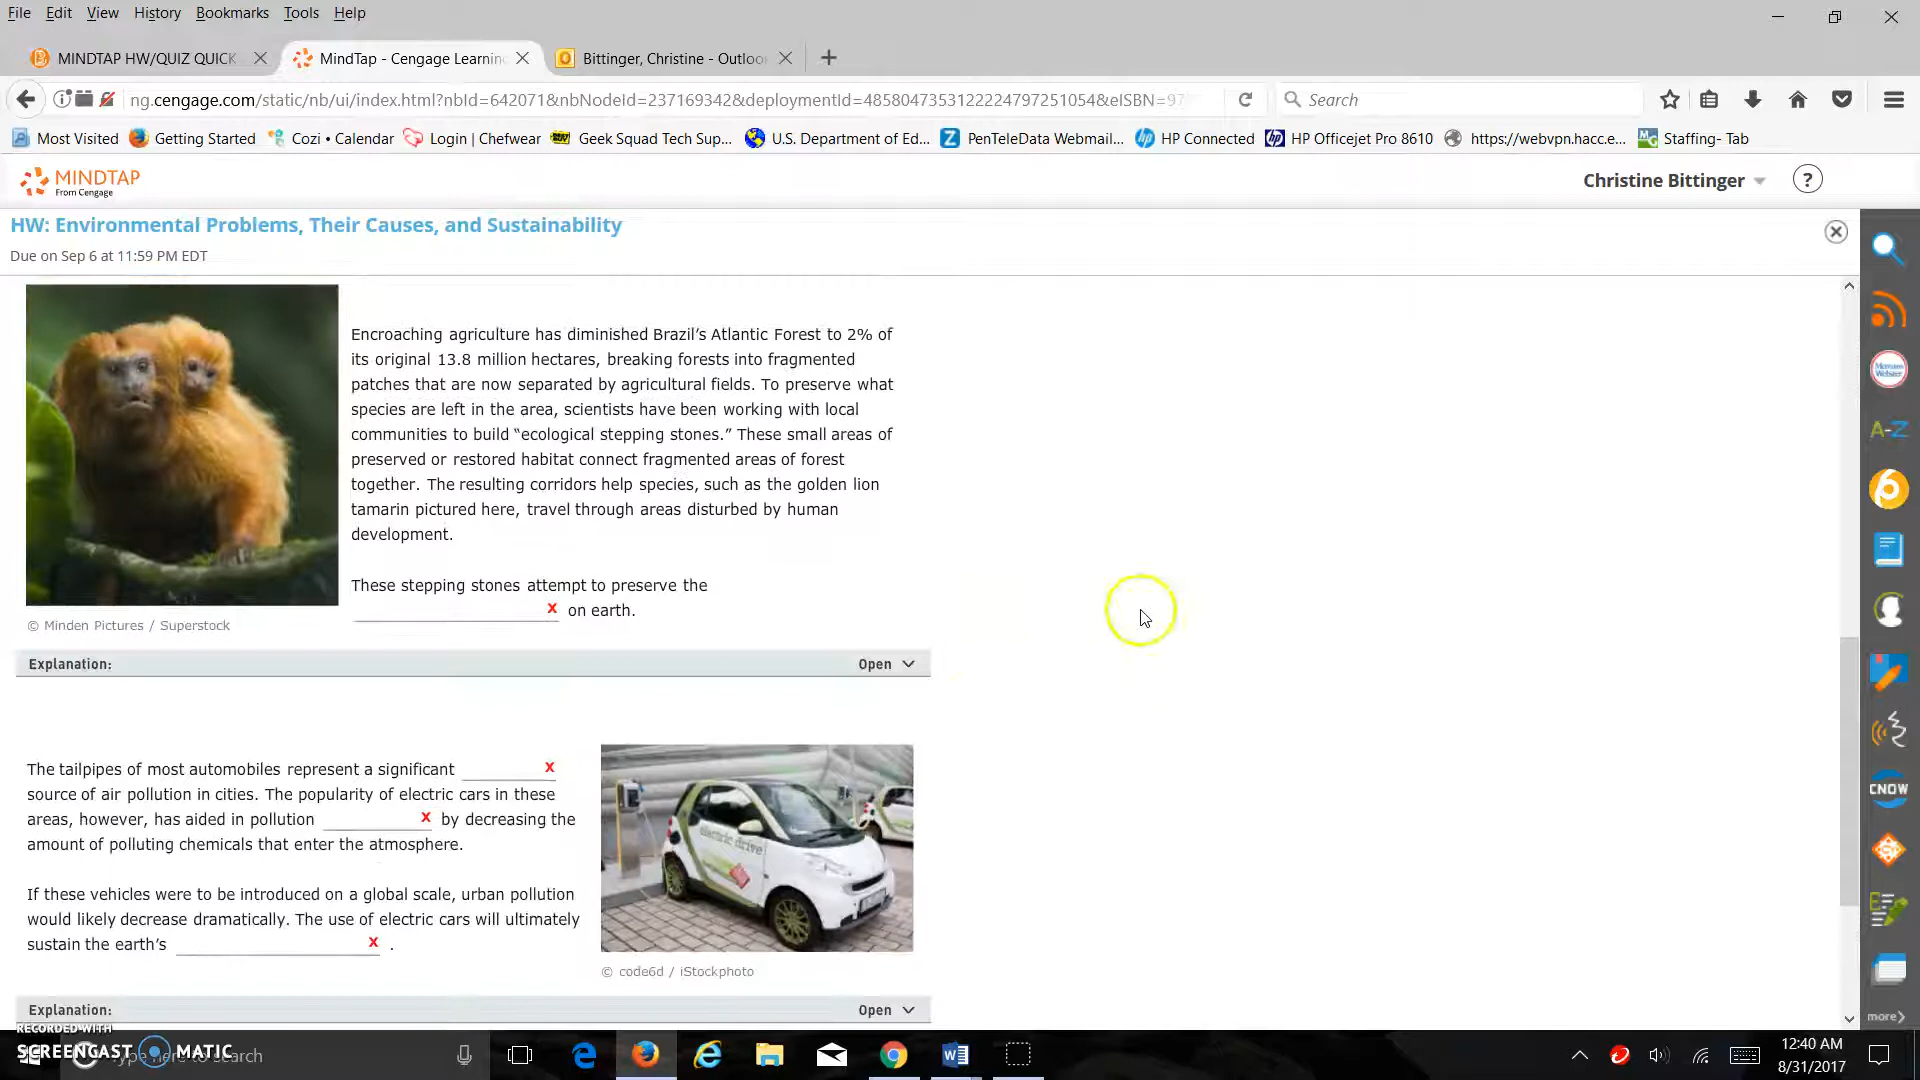 File Edit View History Bookmarks Tools Help
MINDTAP HW/QUIZ QUICK
MindTap - Cengage Learnin
Bittinger, Christine - Outloo
ng.cengage.com/static/nb/ui/index.html?nbId=642071&nbNodeId=237169342&deploymentId=48580473531222247972510548&eISBN=97
Search
Most Visited Getting Started Cozi • Calendar Login | Chefwear Geek Squad Tech Sup... U.S. Department of Ed... PenTeleData Webmail... HP Connected HP Officejet Pro 8610 https://webvpn.hacc.e... Staffing- Tab
MINDTAP
From Cengage
Christine Bittinger
?
HW: Environmental Problems, Their Causes, and Sustainability
Due on Sep 6 at 11:59 PM EDT
Encroaching agriculture has diminished Brazil’s Atlantic Forest to 2% of
its original 13.8 million hectares, breaking forests into fragmented
patches that are now separated by agricultural fields. To preserve what
species are left in the area, scientists have been working with local
communities to build “ecological stepping stones.” These small areas of
preserved or restored habitat connect fragmented areas of forest
together. The resulting corridors help species, such as the golden lion
tamarin pictured here, travel through areas disturbed by human
development.
These stepping stones attempt to preserve the
x on earth.
© Minden Pictures / Superstock
Explanation: Open
The tailpipes of most automobiles represent a significant x
source of air pollution in cities. The popularity of electric cars in these
areas, however, has aided in pollution x by decreasing the
amount of polluting chemicals that enter the atmosphere.
If these vehicles were to be introduced on a global scale, urban pollution
would likely decrease dramatically. The use of electric cars will ultimately
sustain the earth’s x .
electric drive
© code6d / iStockphoto
Explanation: Open
Merriam Webster
A-Z
CNOW
more
RECORDED WITH
SCREENCAST MATIC
Type here to search
12:40 AM
8/31/2017